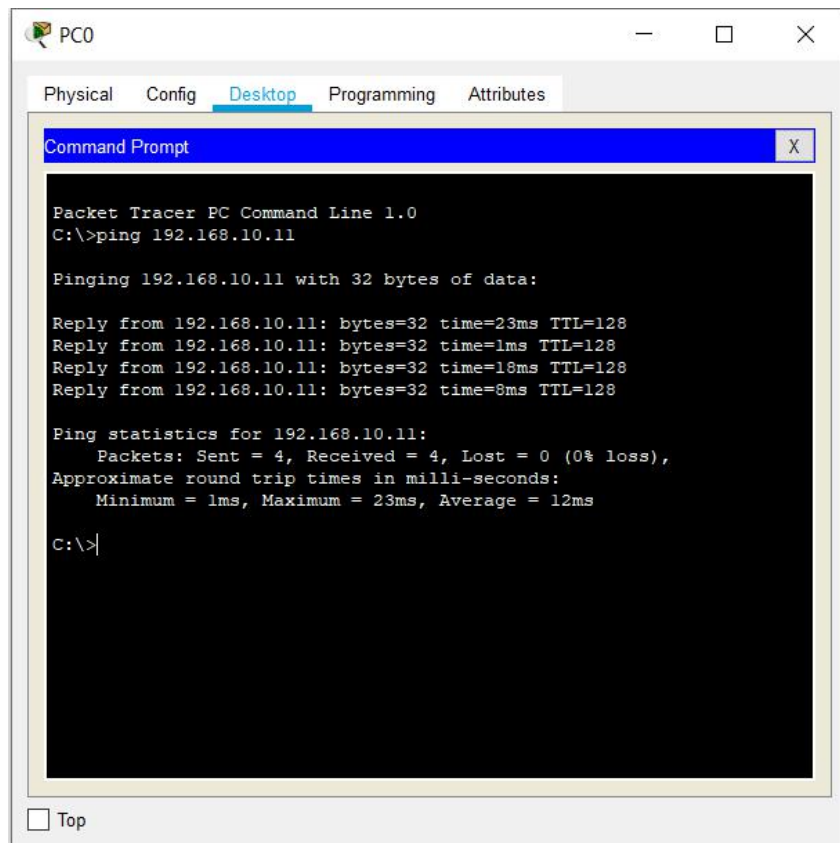 PC0
Physical Config Desktop Programming Attributes
Command Prompt X
Packet Tracer PC Command Line 1.0
C:\>ping 192.168.10.11
Pinging 192.168.10.11 with 32 bytes of data:
Reply from 192.168.10.11: bytes=32 time=23ms TTL=128
Reply from 192.168.10.11: bytes=32 time=1ms TTL=128
Reply from 192.168.10.11: bytes=32 time=18ms TTL=128
Reply from 192.168.10.11: bytes=32 time=8ms TTL=128
Ping statistics for 192.168.10.11:
Packets: Sent = 4, Received = 4, Lost = 0 (0% loss),
Approximate round trip times in milli-seconds:
Minimum = 1ms, Maximum = 23ms, Average = 12ms
C:\>
Top